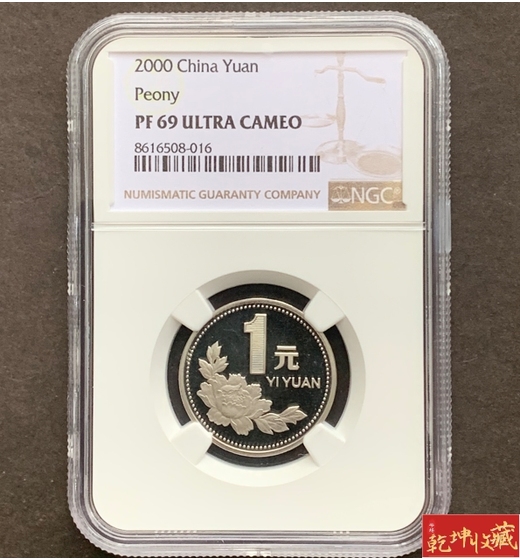 2000 China Yuan
Peony
PF 69 ULTRA CAMEO
8616508-016
NUMISMATIC GUARANTY COMPANY
NGC
1元
YI YUAN
乾坤收藏